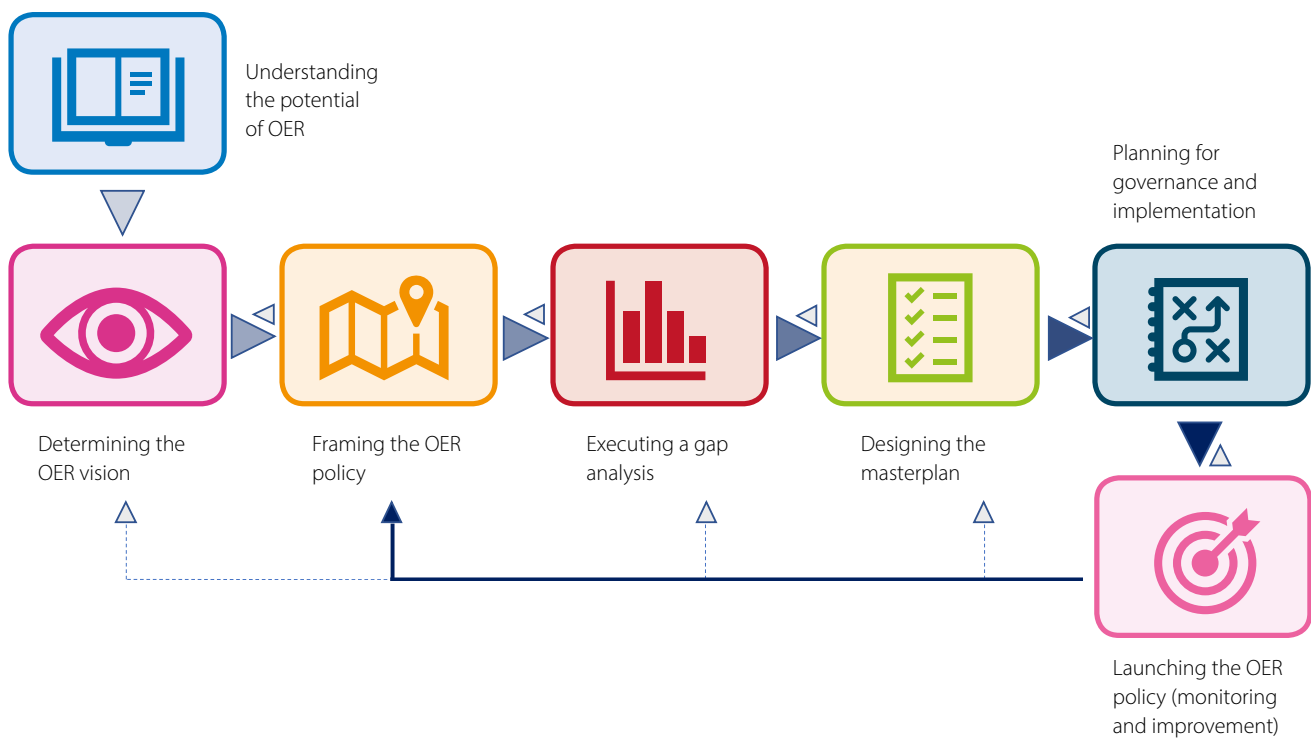 Understanding
the potential
of OER
Planning for
governance and
implementation
Determining the
OER vision
Framing the OER
policy
Executing a gap
analysis
Designing the
masterplan
Launching the OER
policy (monitoring
and improvement)